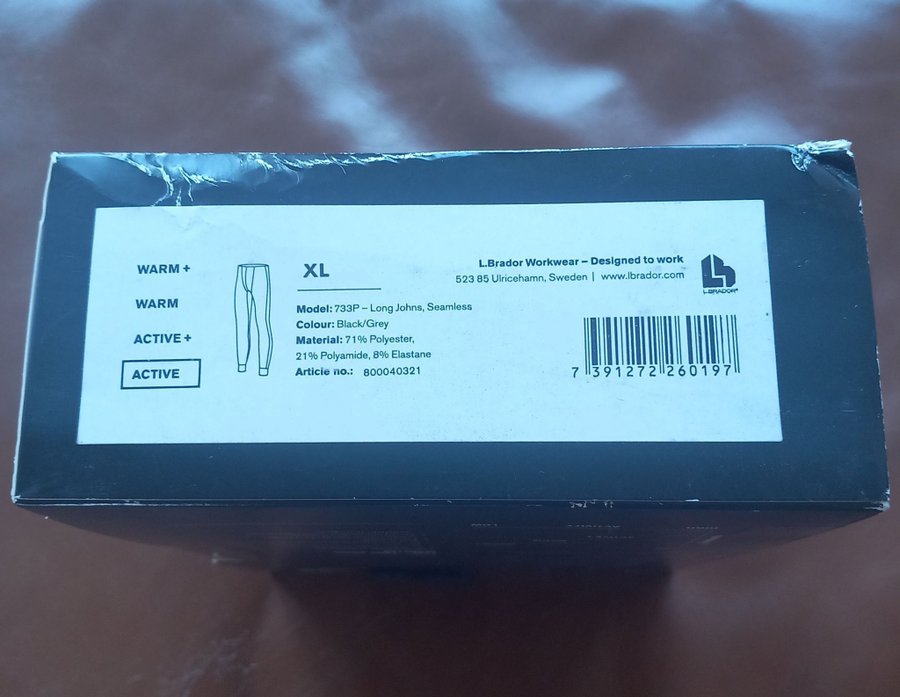 WARM +
WARM
ACTIVE +
ACTIVE
XL
Model: 733P – Long Johns, Seamless
Colour: Black/Grey
Material: 71% Polyester,
21% Polyamide, 8% Elastane
Article no.: 800040321
L.Brador Workwear – Designed to work
523 85 Ulricehamn, Sweden | www.lbrador.com
L.BRADOR®
7 391272 260197